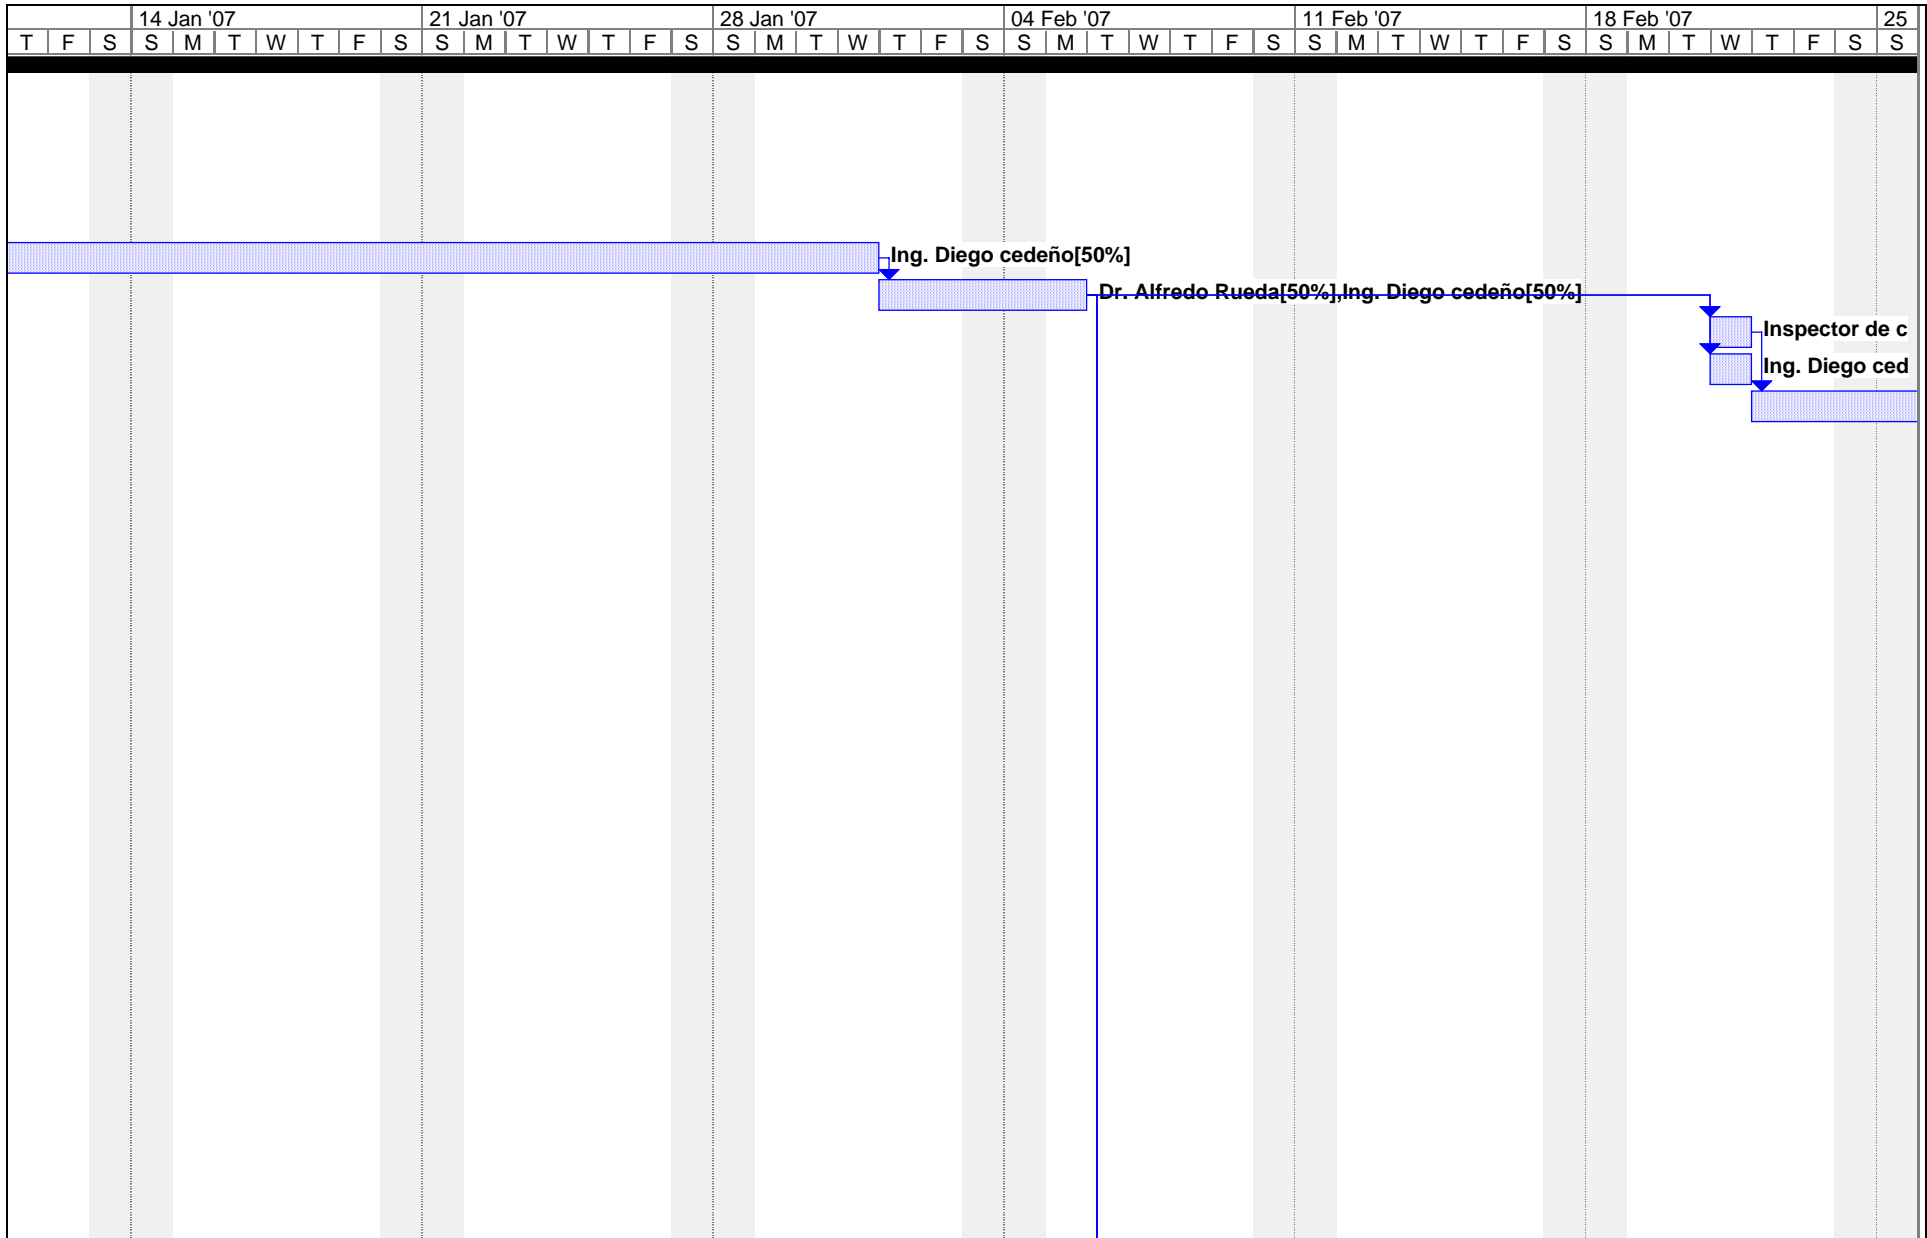 14 Jan '07 21 Jan '07 28 Jan '07 04 Feb '07 11 Feb '07 18 Feb '07 25
T F S S M T W T F S S M T W T F S S M T W T F S S M T W T F S S M T W T F S S M T W T F S S
Ing. Diego cedeño[50%]
Dr. Alfredo Rueda[50%],Ing. Diego cedeño[50%]
Inspector de c
Ing. Diego ced